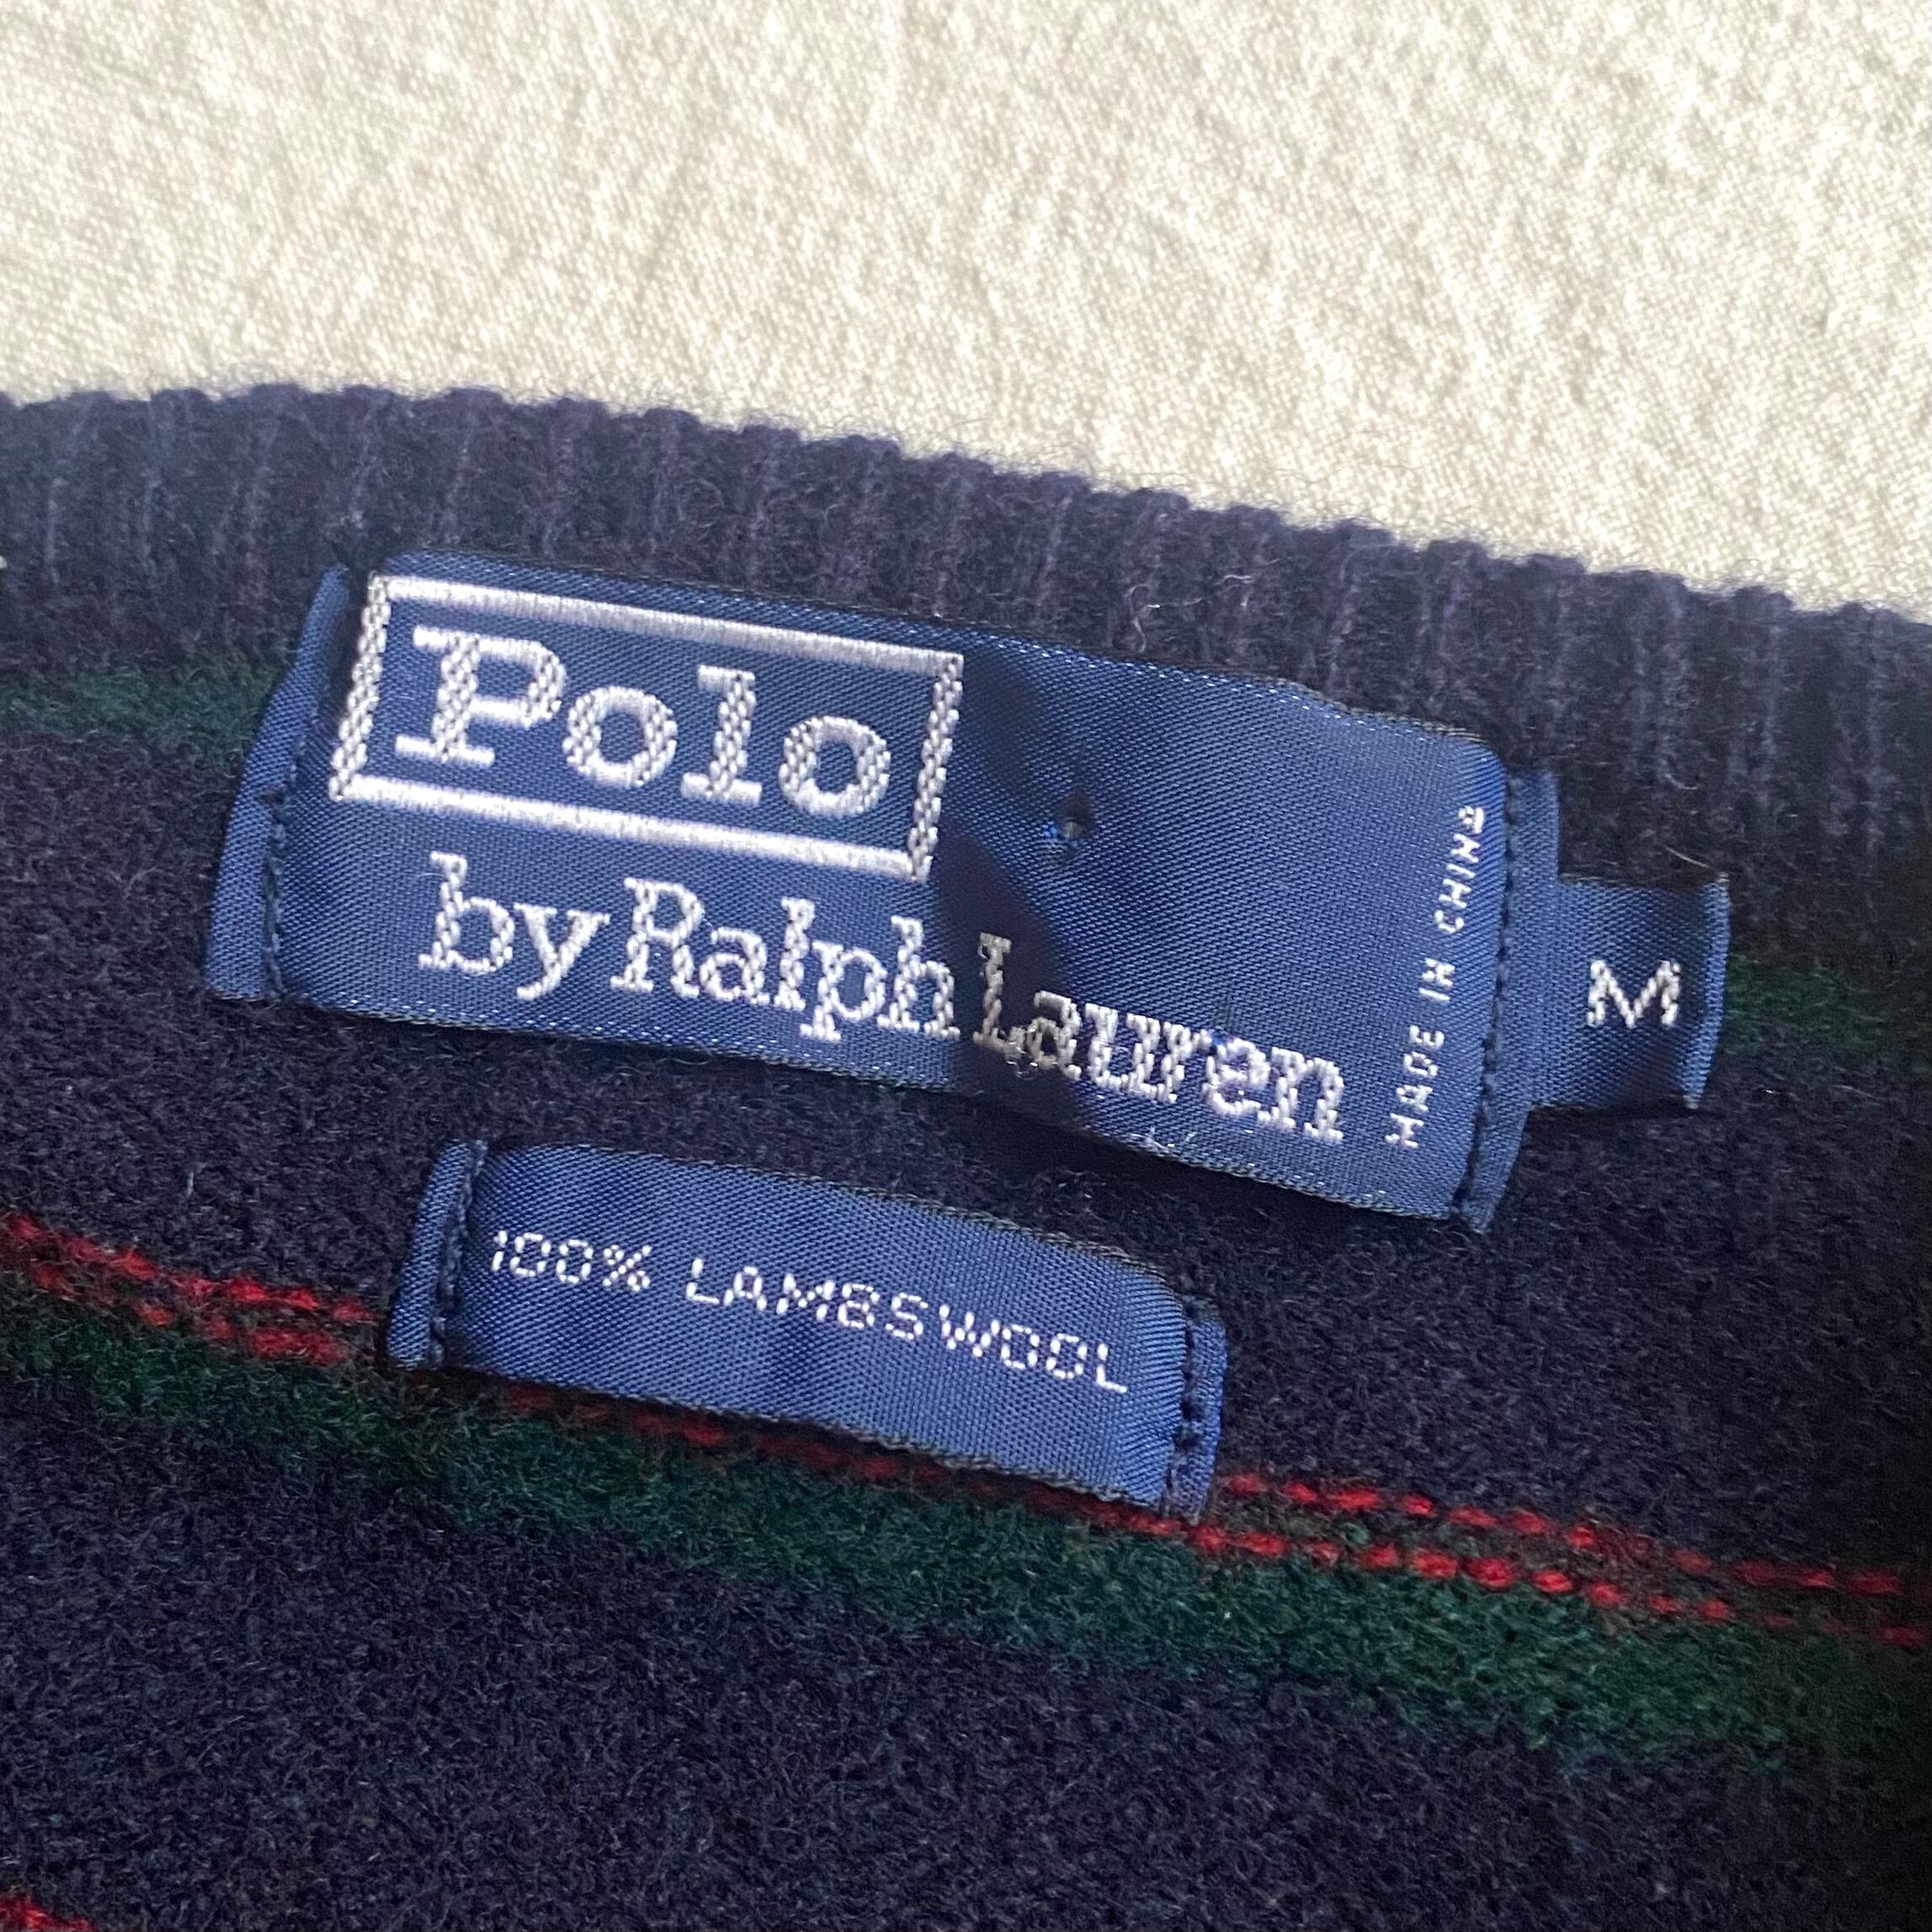 Polo
by Ralph Lauren
MADE IN CHINA
M
100% LAMBSWOOL